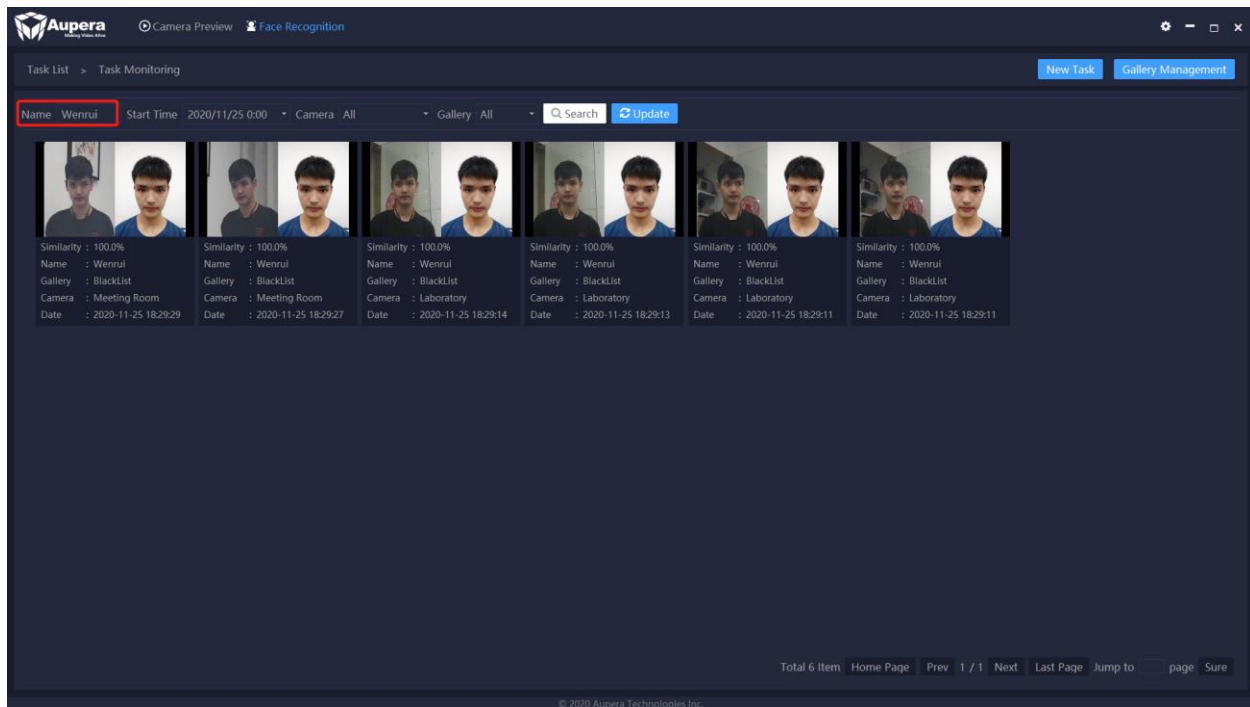 Aupera Camera Preview Face Recognition
Making Video Alive
Task List > Task Monitoring New Task Gallery Management
Name Wenrui Start Time 2020/11/25 0:00 Camera All Gallery All Search Update
Similarity : 100.0% Similarity : 100.0% Similarity : 100.0% Similarity : 100.0% Similarity : 100.0% Similarity : 100.0%
Name : Wenrui Name : Wenrui Name : Wenrui Name : Wenrui Name : Wenrui Name : Wenrui
Gallery : BlackList Gallery : BlackList Gallery : BlackList Gallery : BlackList Gallery : BlackList Gallery : BlackList
Camera : Meeting Room Camera : Meeting Room Camera : Laboratory Camera : Laboratory Camera : Laboratory Camera : Laboratory
Date : 2020-11-25 18:29:29 Date : 2020-11-25 18:29:27 Date : 2020-11-25 18:29:14 Date : 2020-11-25 18:29:13 Date : 2020-11-25 18:29:11 Date : 2020-11-25 18:29:11
Total 6 Item Home Page Prev 1 / 1 Next Last Page Jump to page Sure
© 2020 Aupera Technologies Inc.